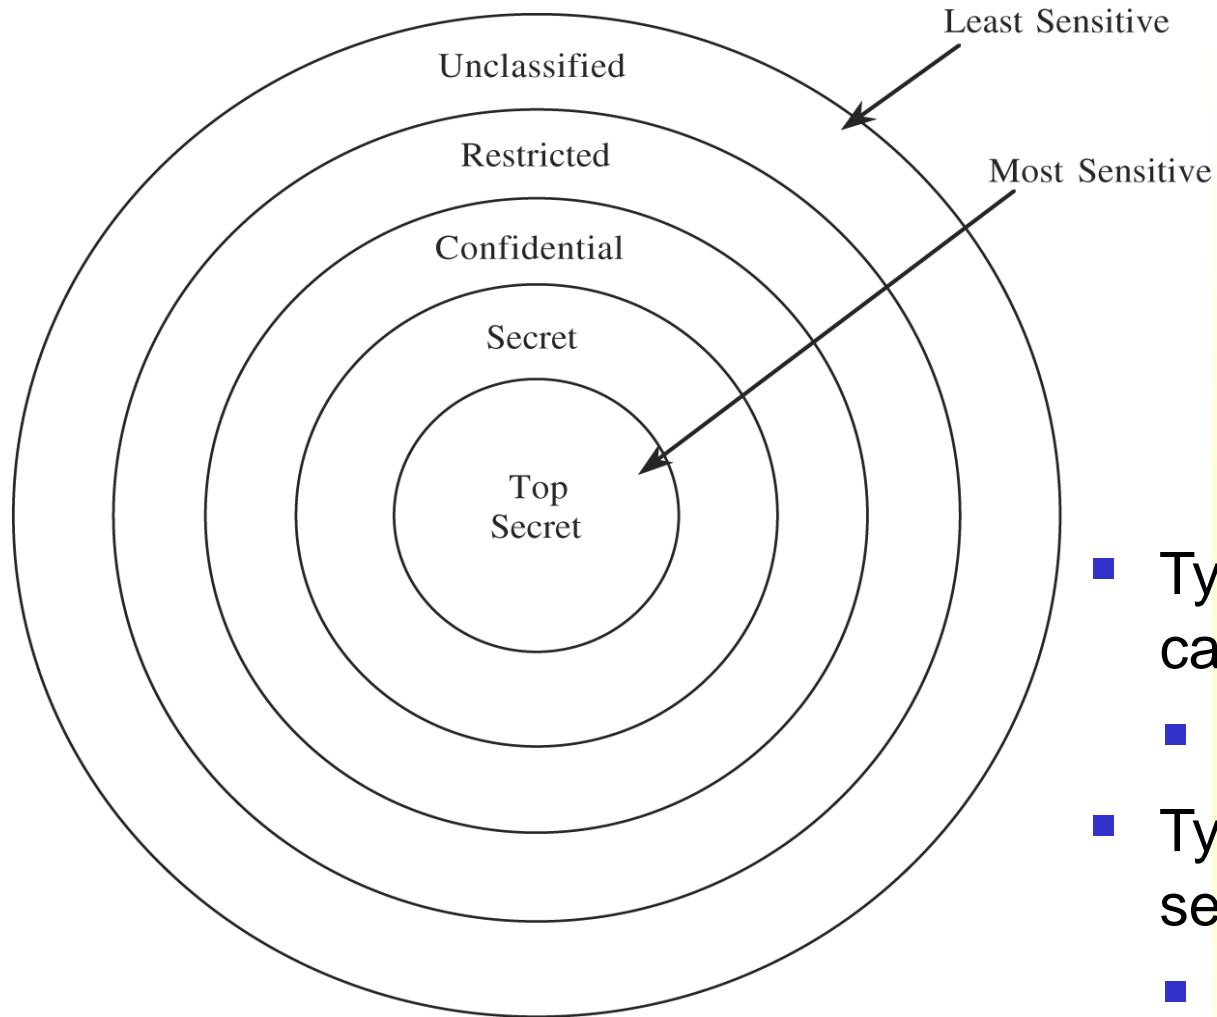 Least Sensitive
Unclassified
Restricted
Most Sensitive
Confidential
Secret
Top
Secret
Ty
ca
Ty
se